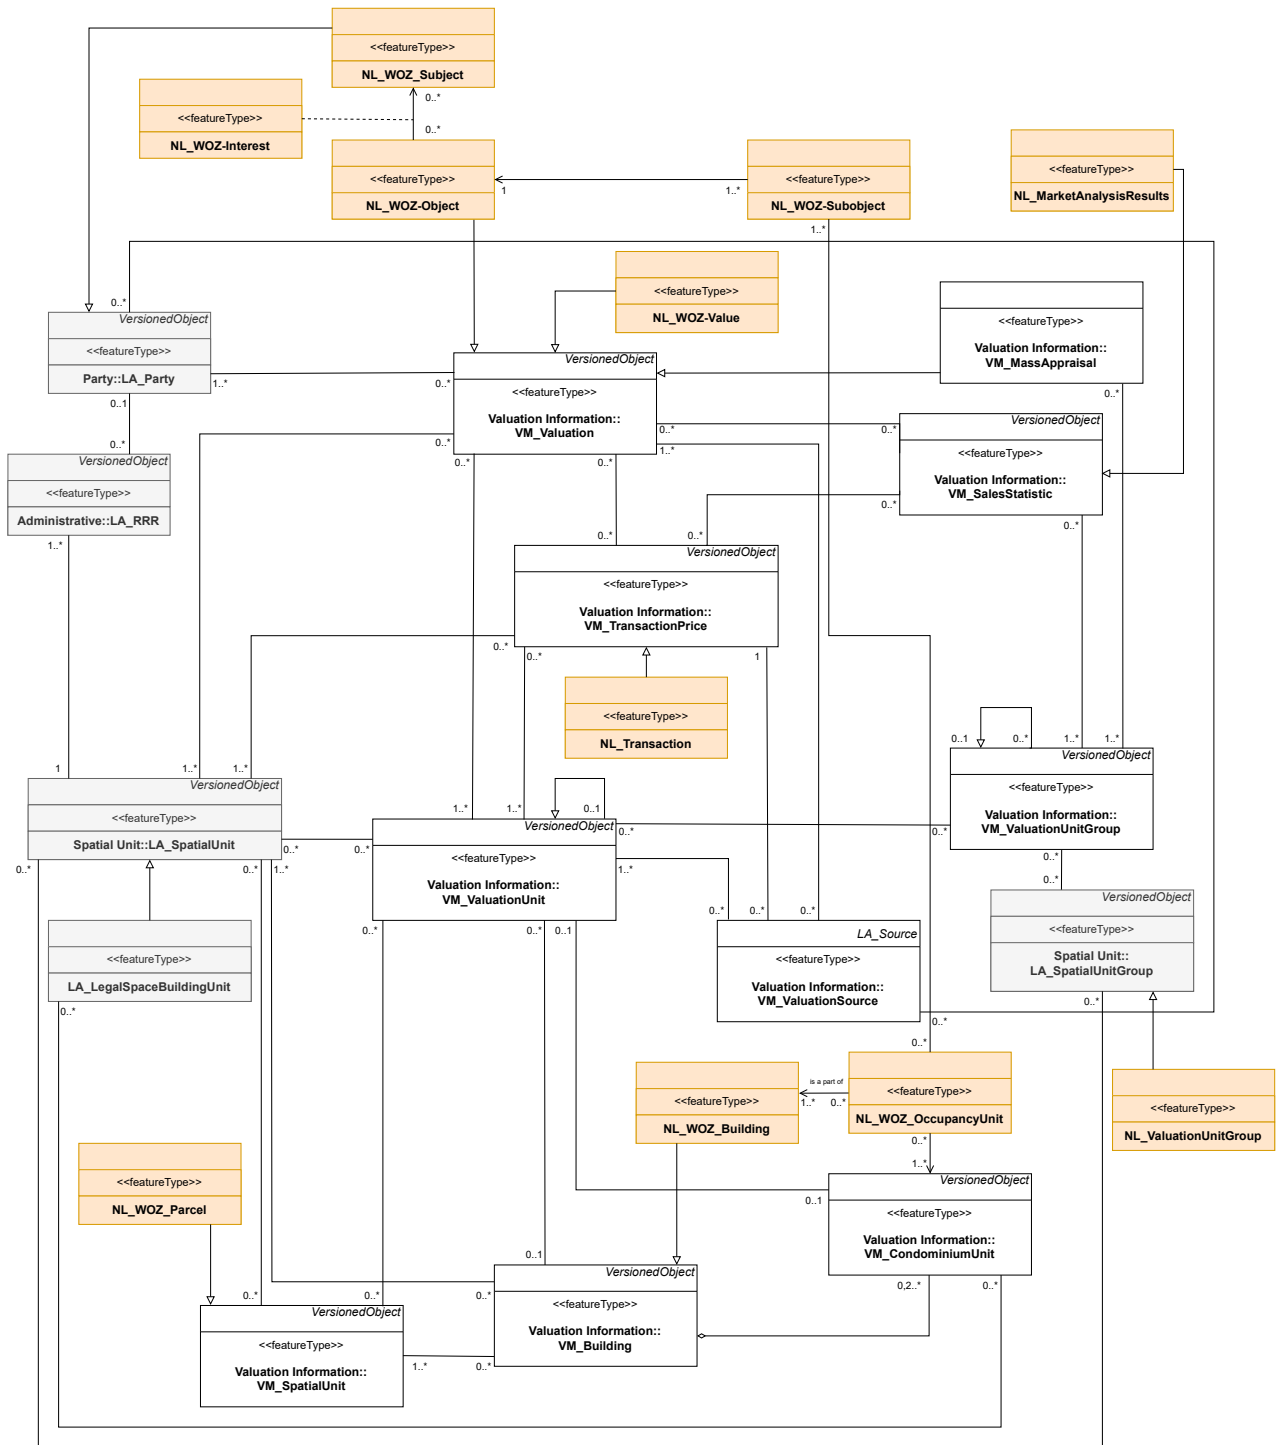 <<featureType>>
NL_WOZ_Subject
<<featureType>>
NL_WOZ-Interest
0..*
0..*
<<featureType>>
NL_WOZ-Object
1
1..*
<<featureType>>
NL_WOZ-Subobject
1..*
<<featureType>>
NL_MarketAnalysisResults
<<featureType>>
NL_WOZ-Value
0..*
VersionedObject
<<featureType>>
Party::LA_Party
1..*
0..*
0..1
0..*
VersionedObject
<<featureType>>
Valuation Information::
VM_Valuation
0..*
0..*
0..*
0..*
1..*
0..*
<<featureType>>
Valuation Information::
VM_MassAppraisal
0..*
VersionedObject
<<featureType>>
Valuation Information::
VM_SalesStatistic
0..*
0..*
VersionedObject
<<featureType>>
Administrative::LA_RRR
1..*
0..*
0..*
VersionedObject
<<featureType>>
Valuation Information::
VM_TransactionPrice
0..*
0..*
1
<<featureType>>
NL_Transaction
0..1
0..*
1..*
1..*
VersionedObject
<<featureType>>
Valuation Information::
VM_ValuationUnitGroup
0..*
0..*
0..*
1
1..*
1..*
VersionedObject
<<featureType>>
Spatial Unit::LA_SpatialUnit
0..*
0..*
0..*
1..*
0..*
1..*
1..*
0..1
VersionedObject
<<featureType>>
Valuation Information::
VM_ValuationUnit
0..*
1..*
0..*
0..*
0..1
<<featureType>>
LA_LegalSpaceBuildingUnit
0..*
0..*
0..*
0..*
LA_Source
<<featureType>>
Valuation Information::
VM_ValuationSource
0..*
VersionedObject
<<featureType>>
Spatial Unit::
LA_SpatialUnitGroup
0..*
0..*
<<featureType>>
NL_WOZ_Building
is a part of
1..*
0..*
<<featureType>>
NL_WOZ_OccupancyUnit
0..*
1..*
<<featureType>>
NL_ValuationUnitGroup
<<featureType>>
NL_WOZ_Parcel
0..1
VersionedObject
<<featureType>>
Valuation Information::
VM_CondominiumUnit
0,2..*
0..*
0..1
VersionedObject
<<featureType>>
Valuation Information::
VM_Building
0..*
0..*
0..*
0..*
VersionedObject
<<featureType>>
Valuation Information::
VM_SpatialUnit
1..*